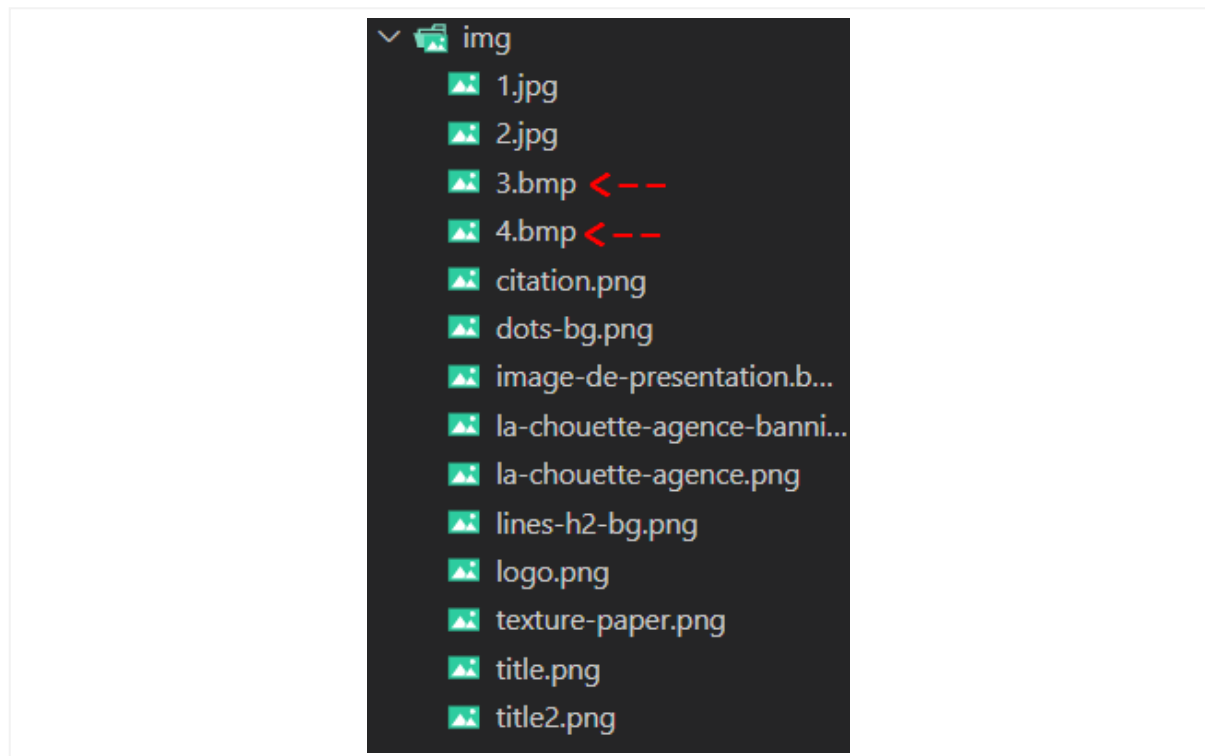 img
1.jpg
2.jpg
3.bmp <--
4.bmp <--
citation.png
dots-bg.png
image-de-presentation.b...
la-chouette-agence-banni...
la-chouette-agence.png
lines-h2-bg.png
logo.png
texture-paper.png
title.png
title2.png